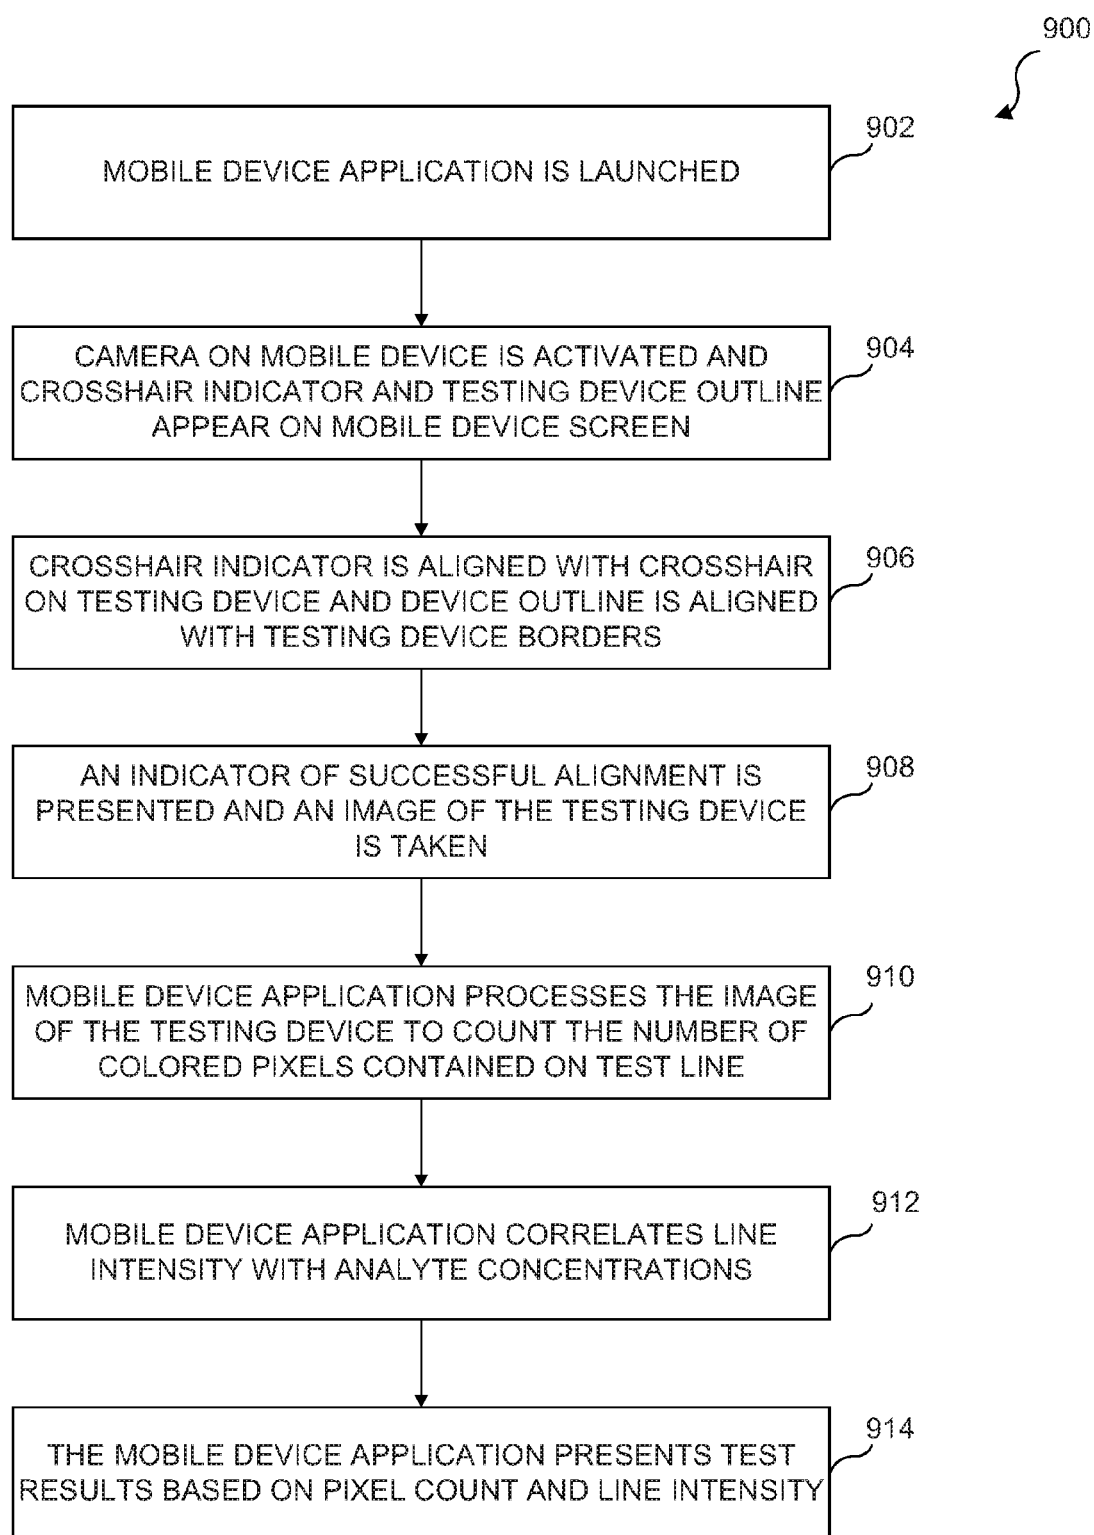 900
902
MOBILE DEVICE APPLICATION IS LAUNCHED
904
CAMERA ON MOBILE DEVICE IS ACTIVATED AND
CROSSHAIR INDICATOR AND TESTING DEVICE OUTLINE
APPEAR ON MOBILE DEVICE SCREEN
906
CROSSHAIR INDICATOR IS ALIGNED WITH CROSSHAIR
ON TESTING DEVICE AND DEVICE OUTLINE IS ALIGNED
WITH TESTING DEVICE BORDERS
908
AN INDICATOR OF SUCCESSFUL ALIGNMENT IS
PRESENTED AND AN IMAGE OF THE TESTING DEVICE
IS TAKEN
910
MOBILE DEVICE APPLICATION PROCESSES THE IMAGE
OF THE TESTING DEVICE TO COUNT THE NUMBER OF
COLORED PIXELS CONTAINED ON TEST LINE
912
MOBILE DEVICE APPLICATION CORRELATES LINE
INTENSITY WITH ANALYTE CONCENTRATIONS
914
THE MOBILE DEVICE APPLICATION PRESENTS TEST
RESULTS BASED ON PIXEL COUNT AND LINE INTENSITY